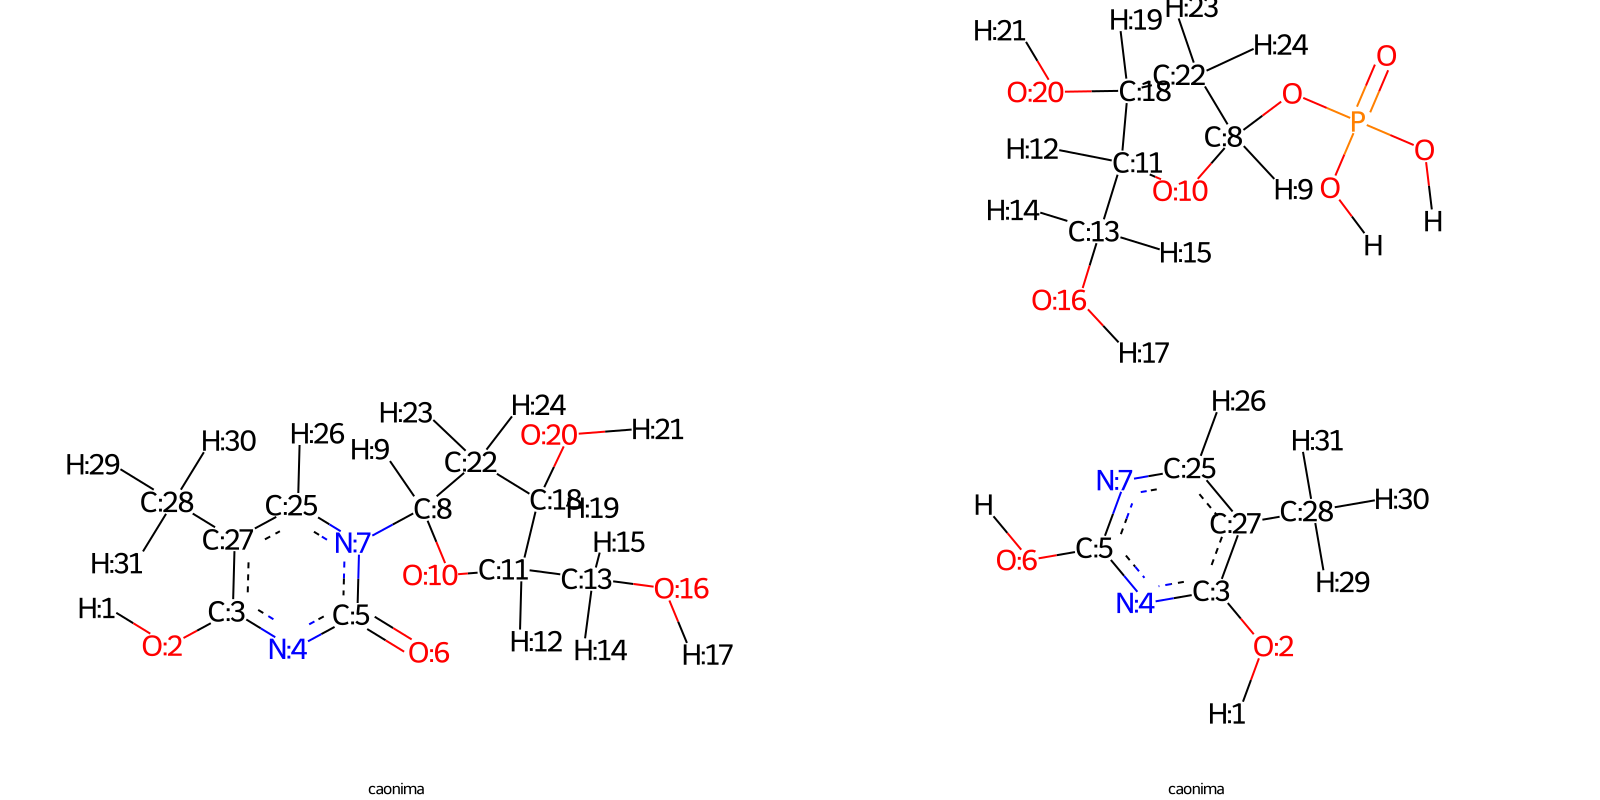 H:23
H:21 H:19 H:24
O:20 C:18 C:22 O O
C:8 P
H:12 C:11 O:10 H:9 O O
H:14 C:13 H:15 H H
O:16
H:17
H:23 H:24 H:26
H:30 H:26 H:9 O:20 H:21 H:31
H:29 C:22 N:7 C:25
C:28 C:25 C:8 C:18 H:19 H C:28 H:30
C:27 N:7 H:15 C:27
H:31 O:10 C:11 C:13 O:16 O:6 C:5 H:29
H:1 C:3 C:5 N:4 C:3
O:2 N:4 O:6 H:12 H:14 H:17 O:2
H:1
caonima caonima